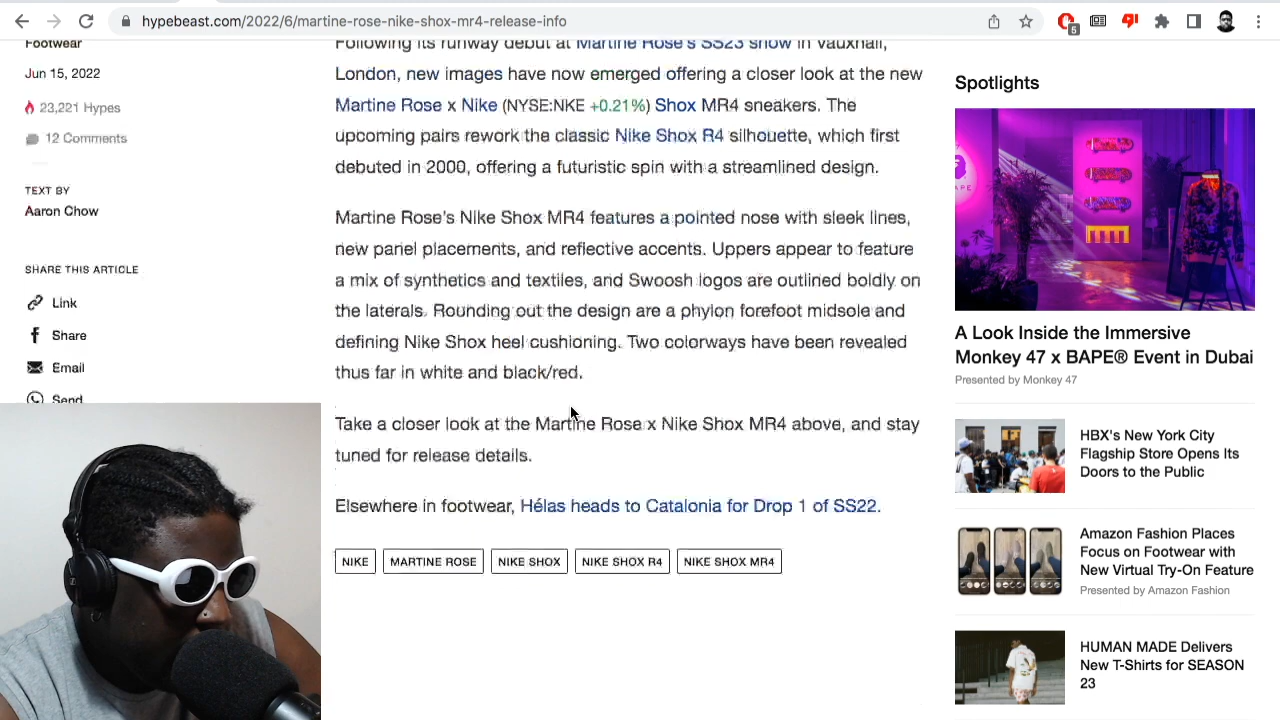 hypebeast.com/2022/6/martine-rose-nike-shox-mr4-release-info
5
Footwear
Jun 15, 2022
23,221 Hypes
12 Comments
TEXT BY
Aaron Chow
SHARE THIS ARTICLE
Link
Share
Email
Send
Following its runway debut at Martine Rose's SS23 show in Vauxhall,
London, new images have now emerged offering a closer look at the new
Martine Rose x Nike (NYSE:NKE +0.21%) Shox MR4 sneakers. The
upcoming pairs rework the classic Nike Shox R4 silhouette, which first
debuted in 2000, offering a futuristic spin with a streamlined design.
Martine Rose's Nike Shox MR4 features a pointed nose with sleek lines,
new panel placements, and reflective accents. Uppers appear to feature
a mix of synthetics and textiles, and Swoosh logos are outlined boldly on
the laterals. Rounding out the design are a phylon forefoot midsole and
defining Nike Shox heel cushioning. Two colorways have been revealed
thus far in white and black/red.
Take a closer look at the Martine Rose x Nike Shox MR4 above, and stay
tuned for release details.
Elsewhere in footwear, Hélas heads to Catalonia for Drop 1 of SS22.
NIKE MARTINE ROSE NIKE SHOX NIKE SHOX R4 NIKE SHOX MR4
Spotlights
A Look Inside the Immersive
Monkey 47 x BAPE® Event in Dubai
Presented by Monkey 47
HBX's New York City
Flagship Store Opens Its
Doors to the Public
Amazon Fashion Places
Focus on Footwear with
New Virtual Try-On Feature
Presented by Amazon Fashion
HUMAN MADE Delivers
New T-Shirts for SEASON
23